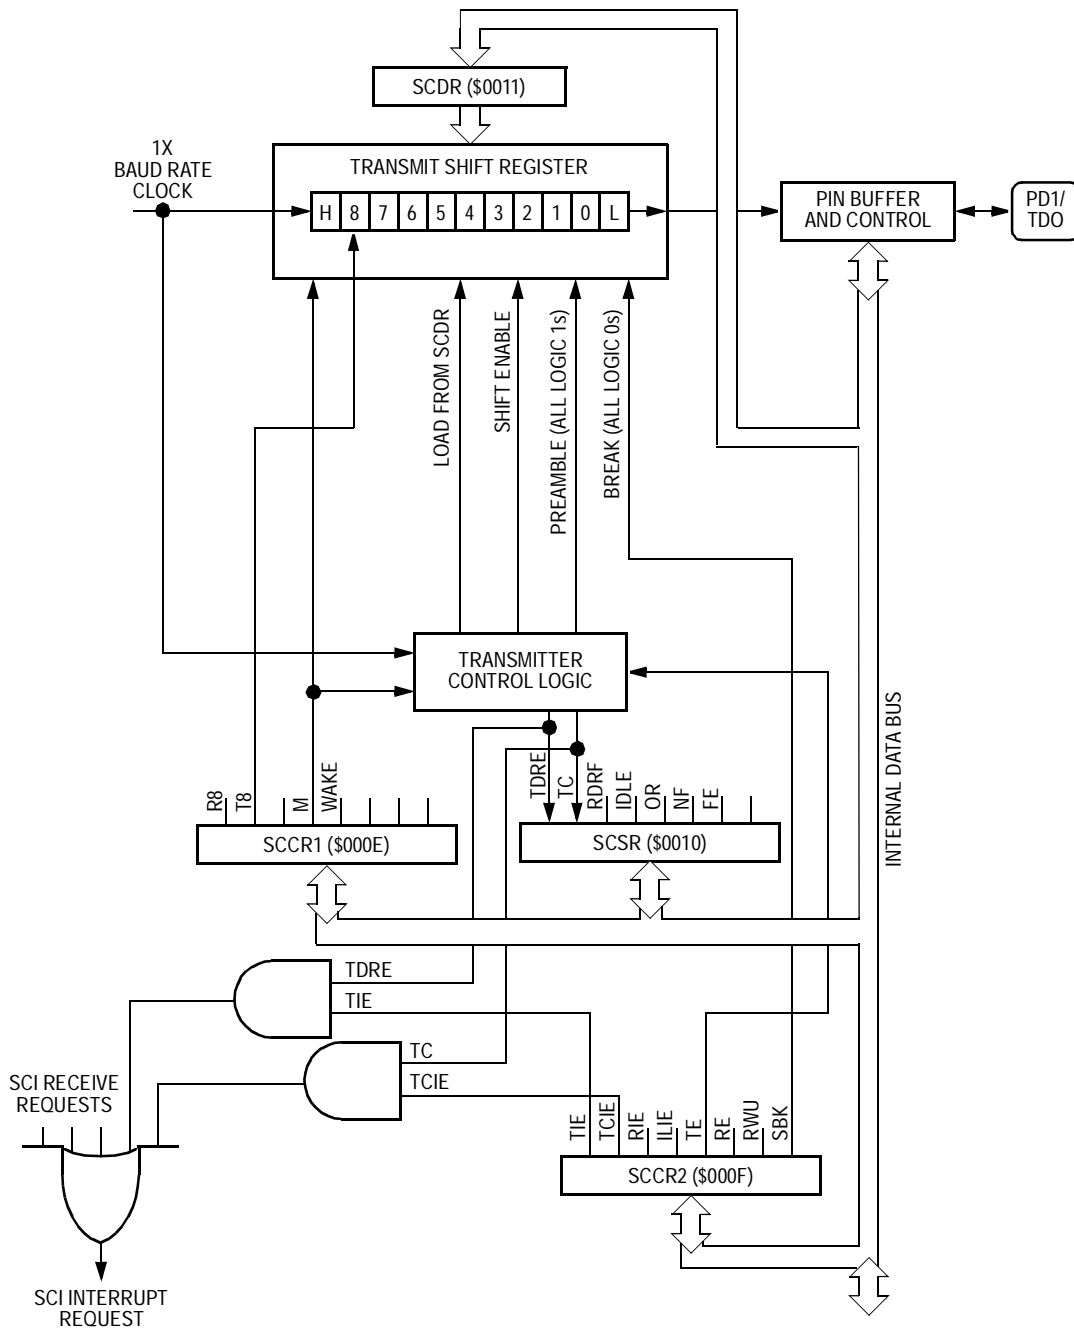 SCDR ($0011)
1X
BAUD RATE
CLOCK
TRANSMIT SHIFT REGISTER
H 8 7 6 5 4 3 2 1 0 L
PIN BUFFER
AND CONTROL
PD1/
TDO
LOAD FROM SCDR
SHIFT ENABLE
PREAMBLE (ALL LOGIC 1s)
BREAK (ALL LOGIC 0s)
TRANSMITTER
CONTROL LOGIC
INTERNAL DATA BUS
R8
T8
M
WAKE
SCCR1 ($000E)
TDRE
TC
RDRF
IDLE
OR
NF
FE
SCSR ($0010)
TDRE
TIE
TC
TCIE
SCI RECEIVE
REQUESTS
TIE
TCIE
RIE
ILIE
TE
RE
RWU
SBK
SCCR2 ($000F)
SCI INTERRUPT
REQUEST